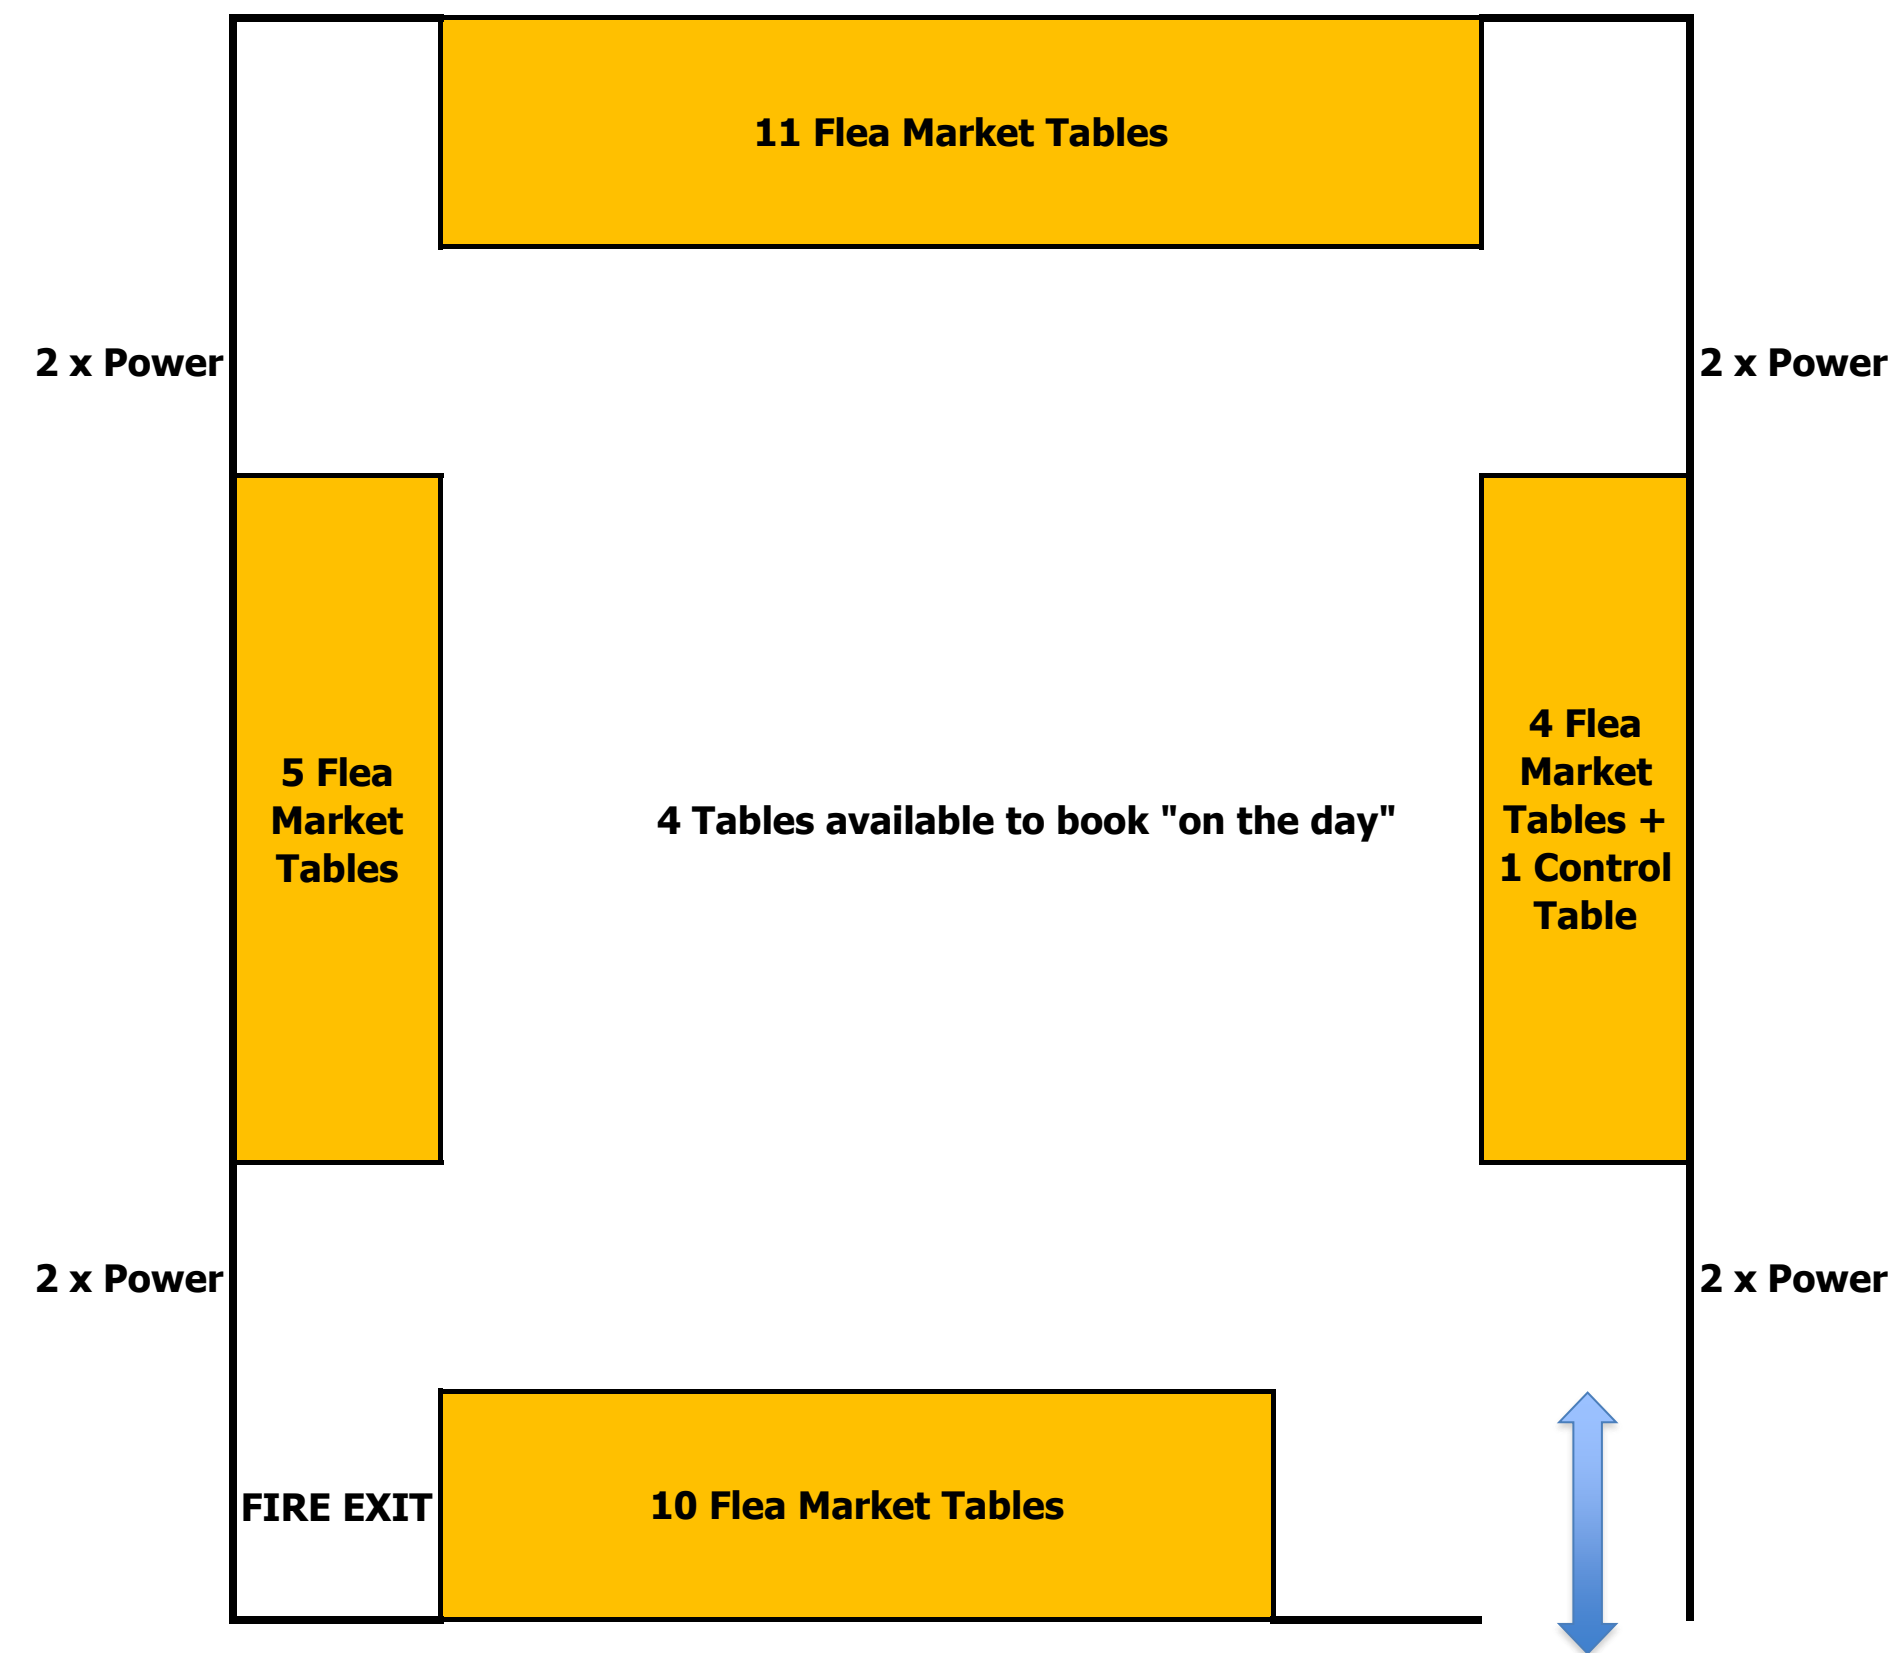 11 Flea Market Tables
2 x Power
2 x Power
5 Flea
Market
Tables
4 Tables available to book "on the day"
4 Flea
Market
Tables +
1 Control
Table
2 x Power
2 x Power
FIRE EXIT
10 Flea Market Tables